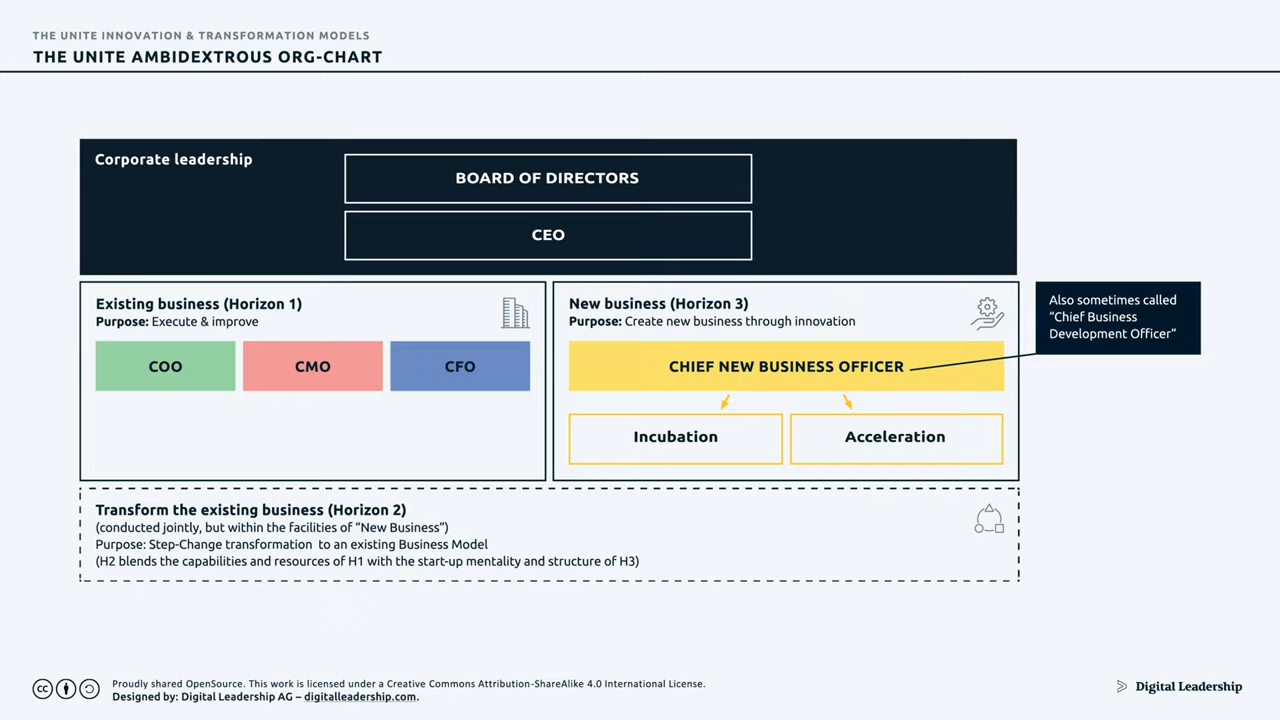 THE UNITE INNOVATION & TRANSFORMATION MODELS
THE UNITE AMBIDEXTROUS ORG-CHART
Corporate leadership
BOARD OF DIRECTORS
CEO
Existing business (Horizon 1)
Purpose: Execute & improve
COO
CMO
CFO
New business (Horizon 3)
Purpose: Create new business through innovation
CHIEF NEW BUSINESS OFFICER
Incubation
Acceleration
Also sometimes called
“Chief Business
Development Officer”
Transform the existing business (Horizon 2)
(conducted jointly, but within the facilities of “New Business”)
Purpose: Step-Change transformation to an existing Business Model
(H2 blends the capabilities and resources of H1 with the start-up mentality and structure of H3)
cc
Proudly shared OpenSource. This work is licensed under a Creative Commons Attribution-ShareAlike 4.0 International License.
Designed by: Digital Leadership AG – digitalleadership.com.
Digital Leadership